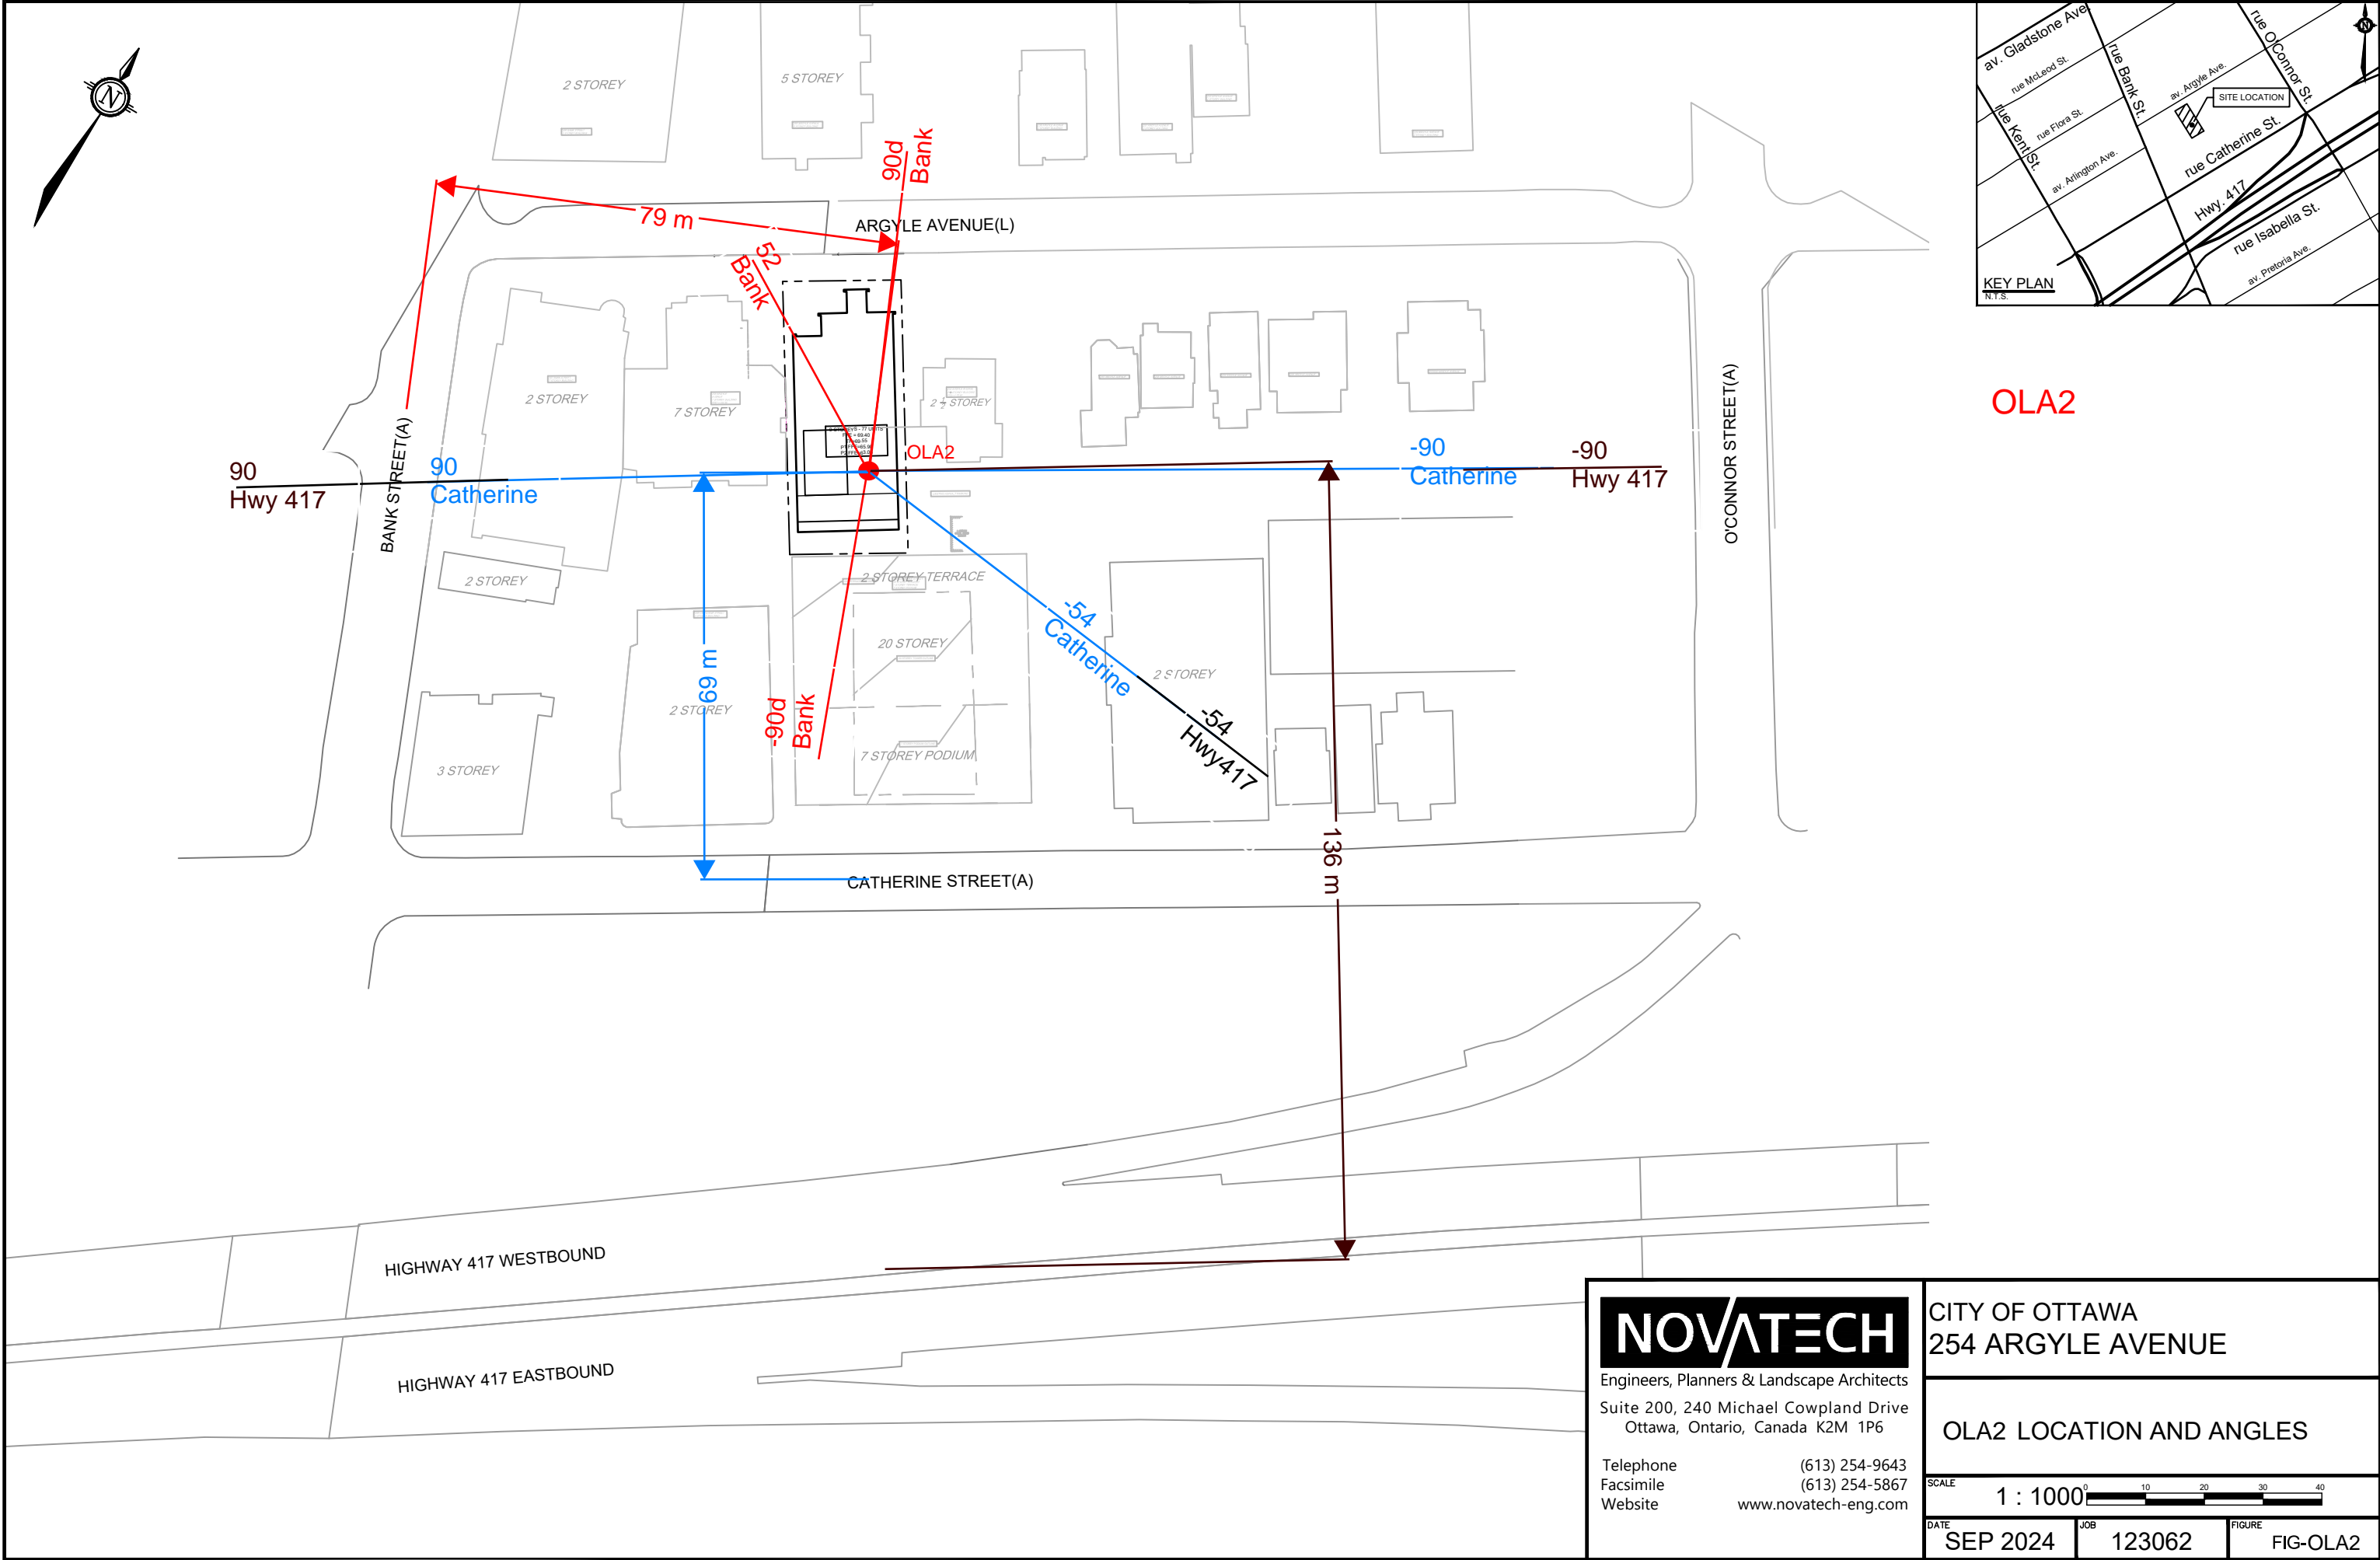 N
2 STOREY
5 STOREY
90d
Bank
79 m
ARGYLE AVENUE(L)
52
Bank
2 STOREY
7 STOREY
2 ½ STOREY
OLA2
BANK STREET(A)
O'CONNOR STREET(A)
90
Hwy 417
90
Catherine
-90
Catherine
-90
Hwy 417
2 STOREY
2 STOREY TERRACE
20 STOREY
7 STOREY PODIUM
-54
Catherine
-54
Hwy417
2 STOREY
69 m
2 STOREY
-90d
Bank
3 STOREY
136 m
CATHERINE STREET(A)
HIGHWAY 417 WESTBOUND
HIGHWAY 417 EASTBOUND
av. Gladstone Ave.
rue McLeod St.
rue Flora St.
av. Arlington Ave.
rue Kent St.
rue Bank St.
av. Argyle Ave.
rue O'Connor St.
SITE LOCATION
rue Catherine St.
Hwy. 417
rue Isabella St.
av. Pretoria Ave.
N
KEY PLAN
N.T.S.
OLA2
NOVATECH
Engineers, Planners & Landscape Architects
Suite 200, 240 Michael Cowpland Drive
Ottawa, Ontario, Canada K2M 1P6
Telephone (613) 254-9643
Facsimile (613) 254-5867
Website www.novatech-eng.com
CITY OF OTTAWA
254 ARGYLE AVENUE
OLA2 LOCATION AND ANGLES
SCALE
1 : 1000
0 10 20 30 40
DATE
SEP 2024
JOB
123062
FIGURE
FIG-OLA2